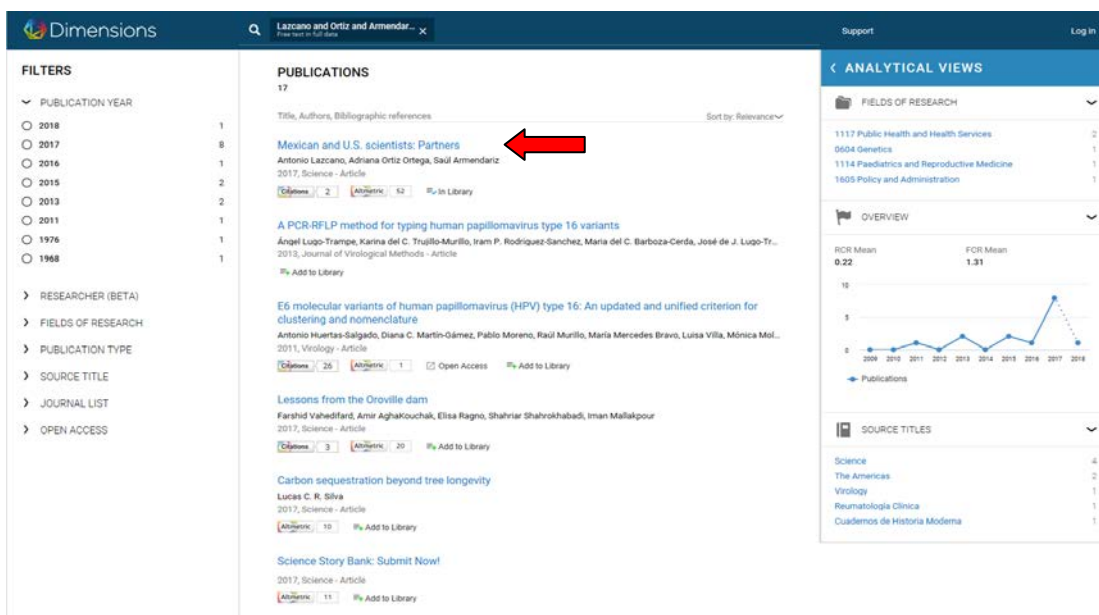 Dimensions
Lazcano and Ortiz and Armendar... ×
Free text in full data
Support
Log in
FILTERS
PUBLICATION YEAR
2018 1
2017 8
2016 1
2015 2
2013 2
2011 1
1976 1
1968 1
RESEARCHER (BETA)
FIELDS OF RESEARCH
PUBLICATION TYPE
SOURCE TITLE
JOURNAL LIST
OPEN ACCESS
PUBLICATIONS
17
Title, Authors, Bibliographic references
Sort by: Relevance
Mexican and U.S. scientists: Partners
Antonio Lazcano, Adriana Ortiz Ortega, Saúl Armendariz
2017, Science - Article
Citations 2 Altmetric 52 In Library
A PCR-RFLP method for typing human papillomavirus type 16 variants
Ángel Lugo-Trampe, Karina del C. Trujillo-Murillo, Iram P. Rodriguez-Sanchez, Maria del C. Barboza-Cerda, José de J. Lugo-Tr...
2013, Journal of Virological Methods - Article
Add to Library
E6 molecular variants of human papillomavirus (HPV) type 16: An updated and unified criterion for
clustering and nomenclature
Antonio Huertas-Salgado, Diana C. Martín-Gámez, Pablo Moreno, Raúl Murillo, María Mercedes Bravo, Luisa Villa, Mónica Mol...
2011, Virology - Article
Citations 26 Altmetric 1 Open Access Add to Library
Lessons from the Oroville dam
Farshid Vahedifard, Amir AghaKouchak, Elisa Ragno, Shahriar Shahrokhabadi, Iman Mallakpour
2017, Science - Article
Citations 3 Altmetric 20 Add to Library
Carbon sequestration beyond tree longevity
Lucas C. R. Silva
2017, Science - Article
Altmetric 10 Add to Library
Science Story Bank: Submit Now!
2017, Science - Article
Altmetric 11 Add to Library
ANALYTICAL VIEWS
FIELDS OF RESEARCH
1117 Public Health and Health Services 2
0604 Genetics 1
1114 Paediatrics and Reproductive Medicine 1
1605 Policy and Administration 1
OVERVIEW
RCR Mean FCR Mean
0.22 1.31
10
5
0
2009 2010 2011 2012 2013 2014 2015 2016 2017 2018
Publications
SOURCE TITLES
Science 4
The Americas 2
Virology 1
Reumatología Clínica 1
Cuadernos de Historia Moderna 1